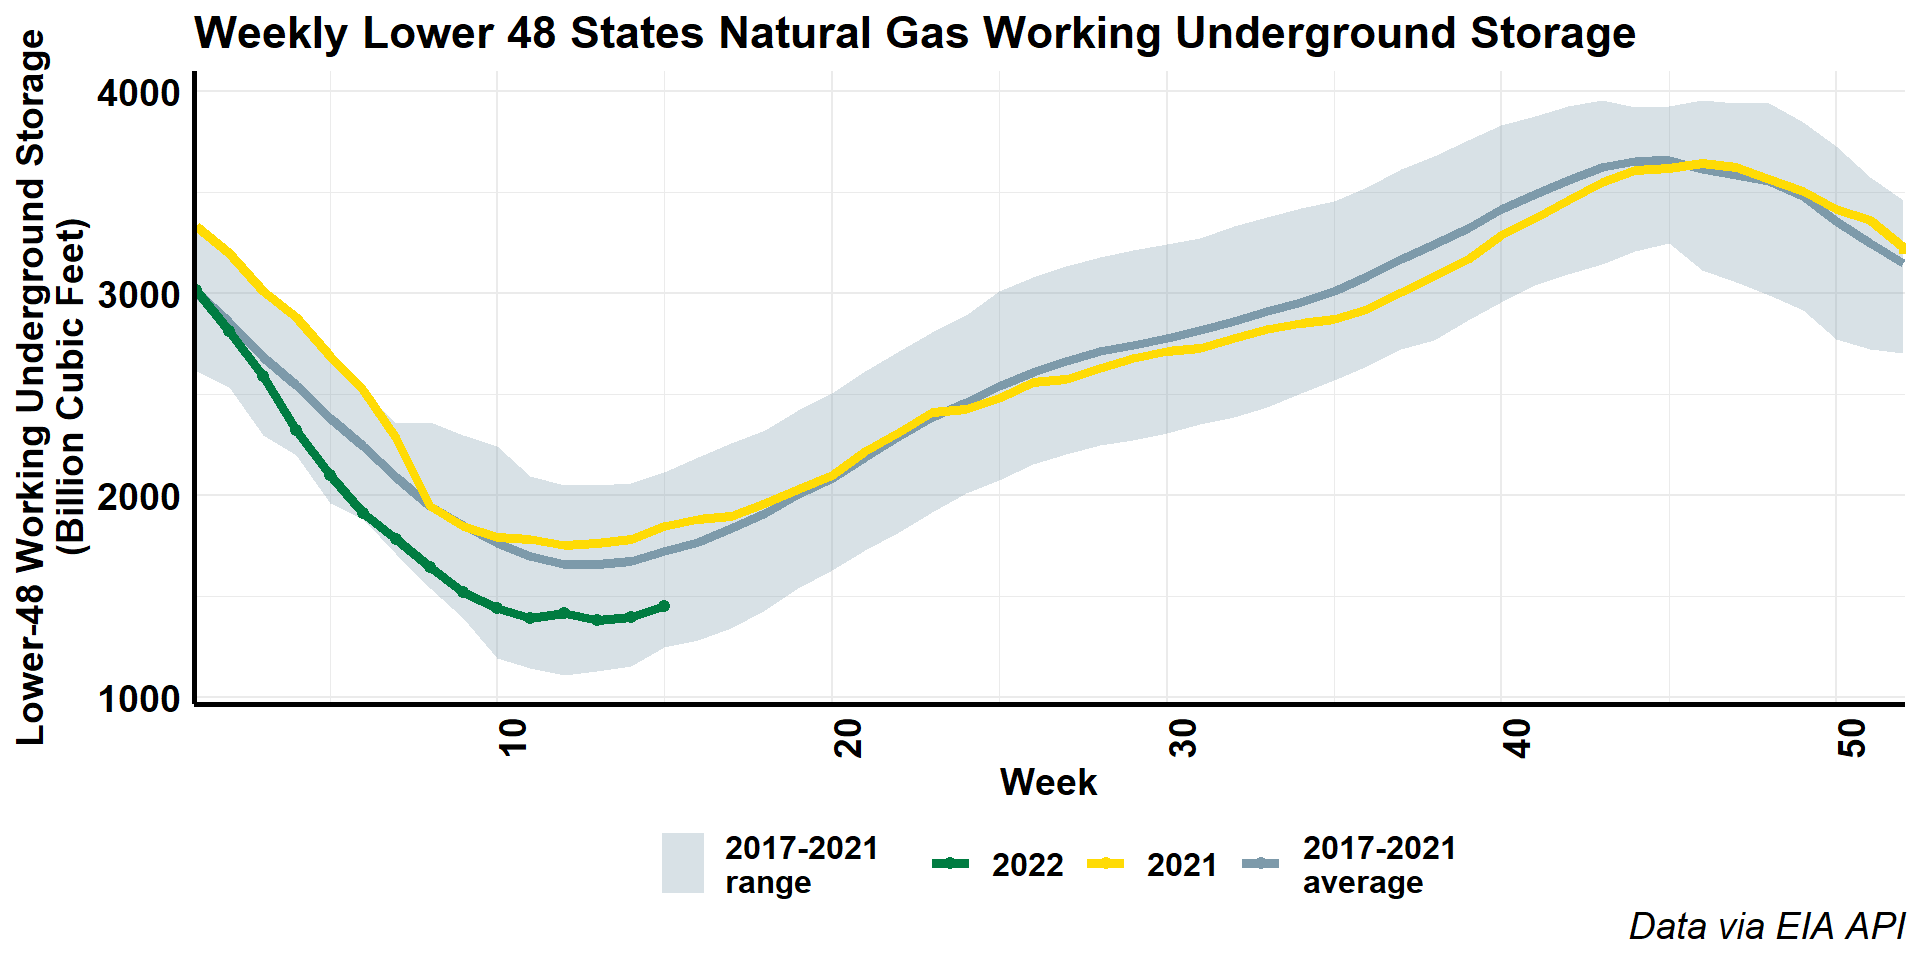 Weekly Lower 48 States Natural Gas Working Underground Storage
Lower-48 Working Underground Storage
(Billion Cubic Feet)
4000
3000
2000
1000
10
20
30
40
50
Week
2017-2021
range
2022
2021
2017-2021
average
Data via EIA API